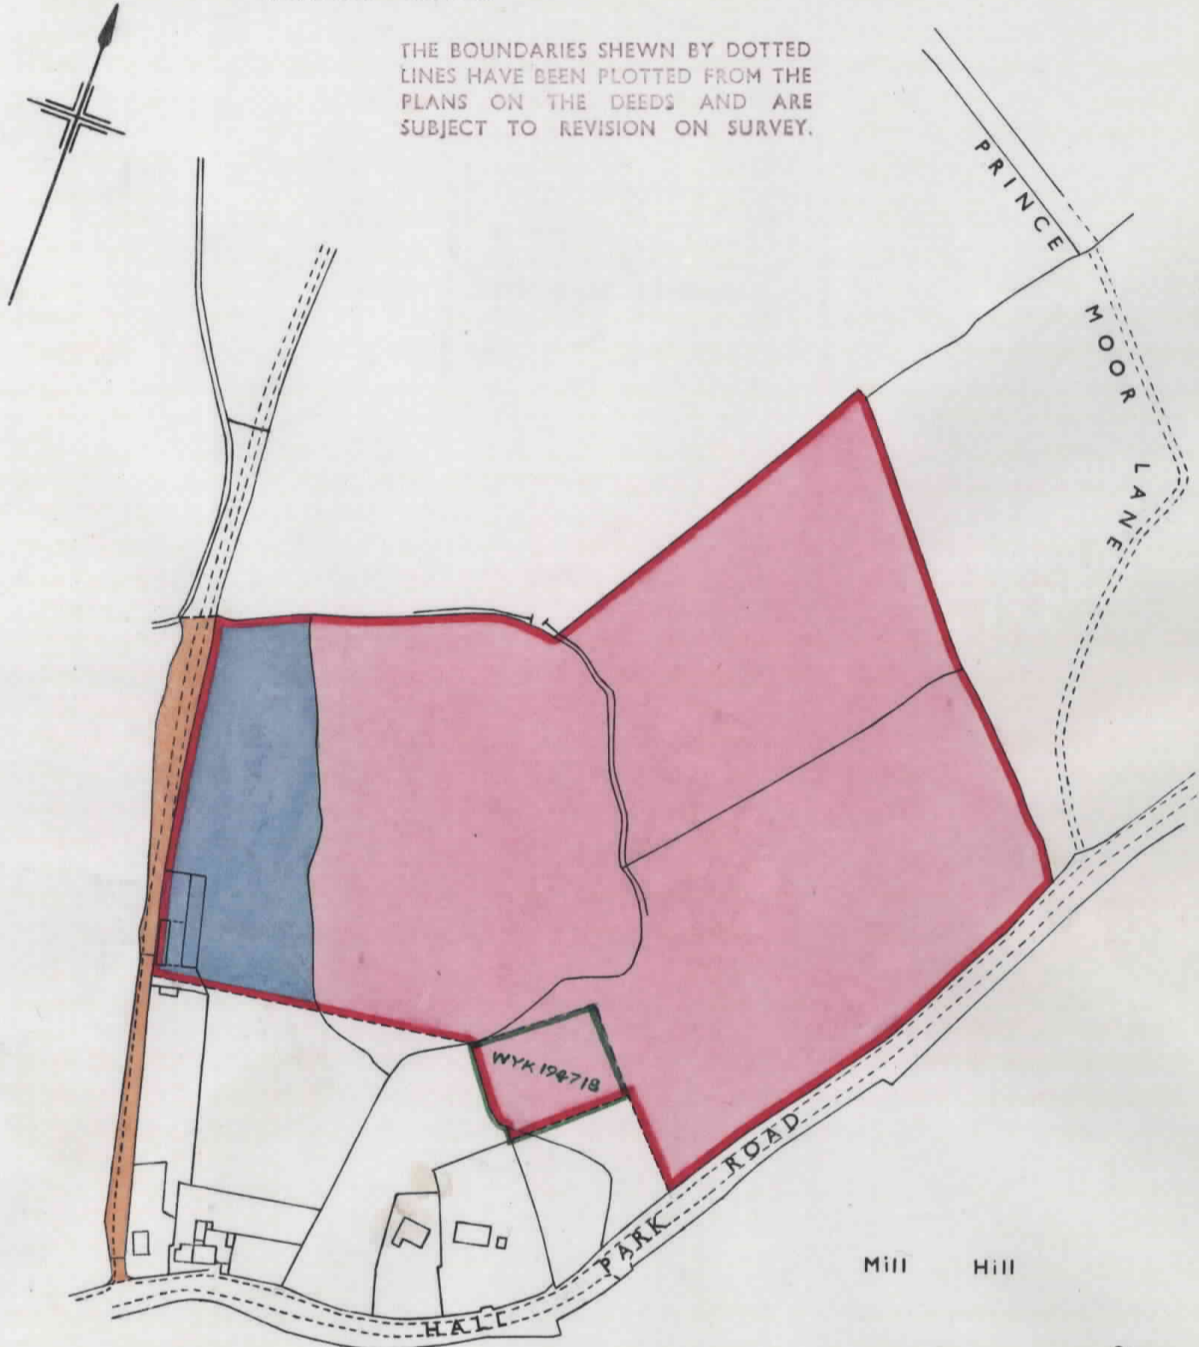 THE BOUNDARIES SHEWN BY DOTTED
LINES HAVE BEEN PLOTTED FROM THE
PLANS ON THE DEEDS AND ARE
SUBJECT TO REVISION ON SURVEY.
PRINCE
MOOR
LANE
WYK 194718
HALL
PARK
ROAD
Mill Hill